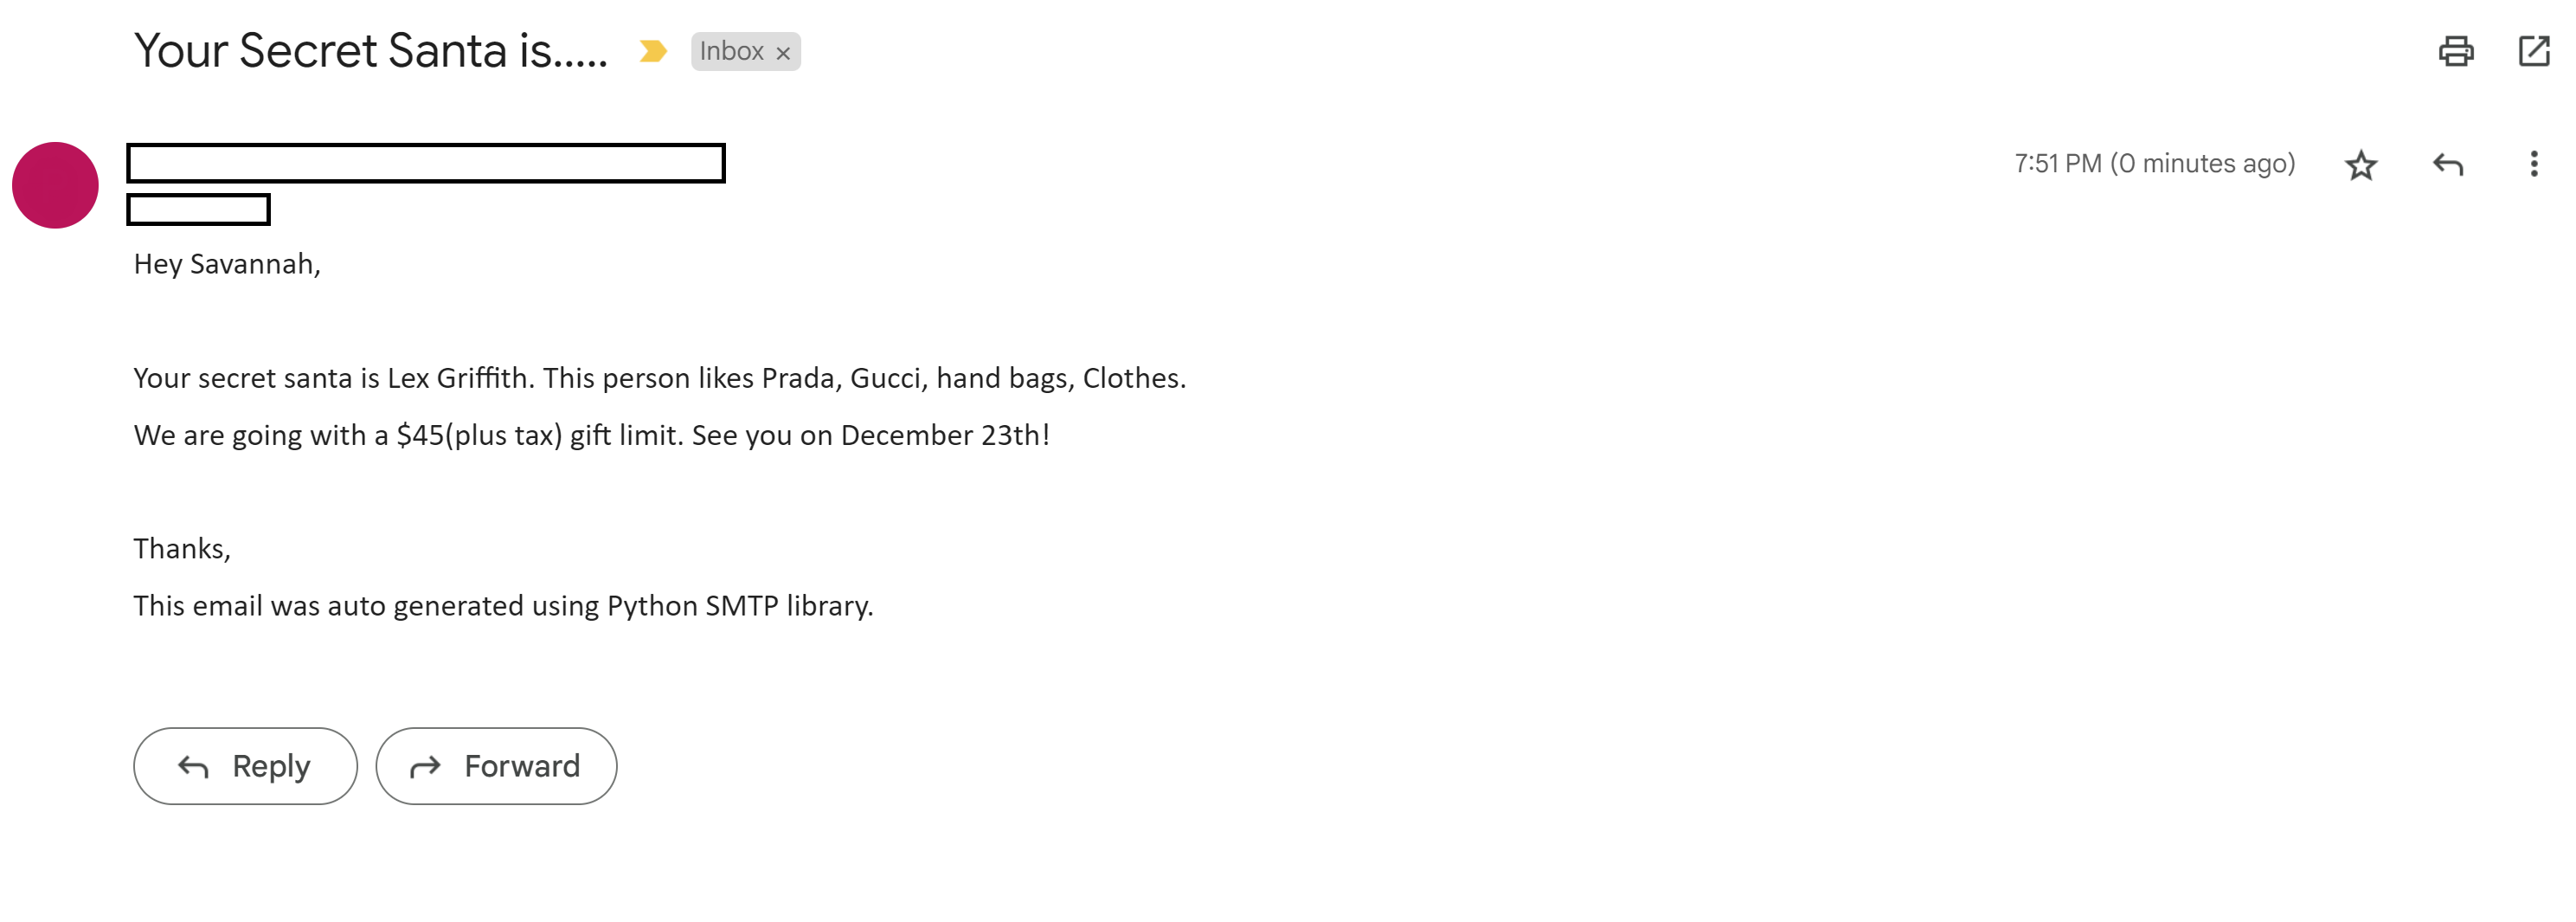 Your Secret Santa is.....
Inbox ×
7:51 PM (0 minutes ago)
Hey Savannah,
Your secret santa is Lex Griffith. This person likes Prada, Gucci, hand bags, Clothes.
We are going with a $45(plus tax) gift limit. See you on December 23th!
Thanks,
This email was auto generated using Python SMTP library.
Reply
Forward